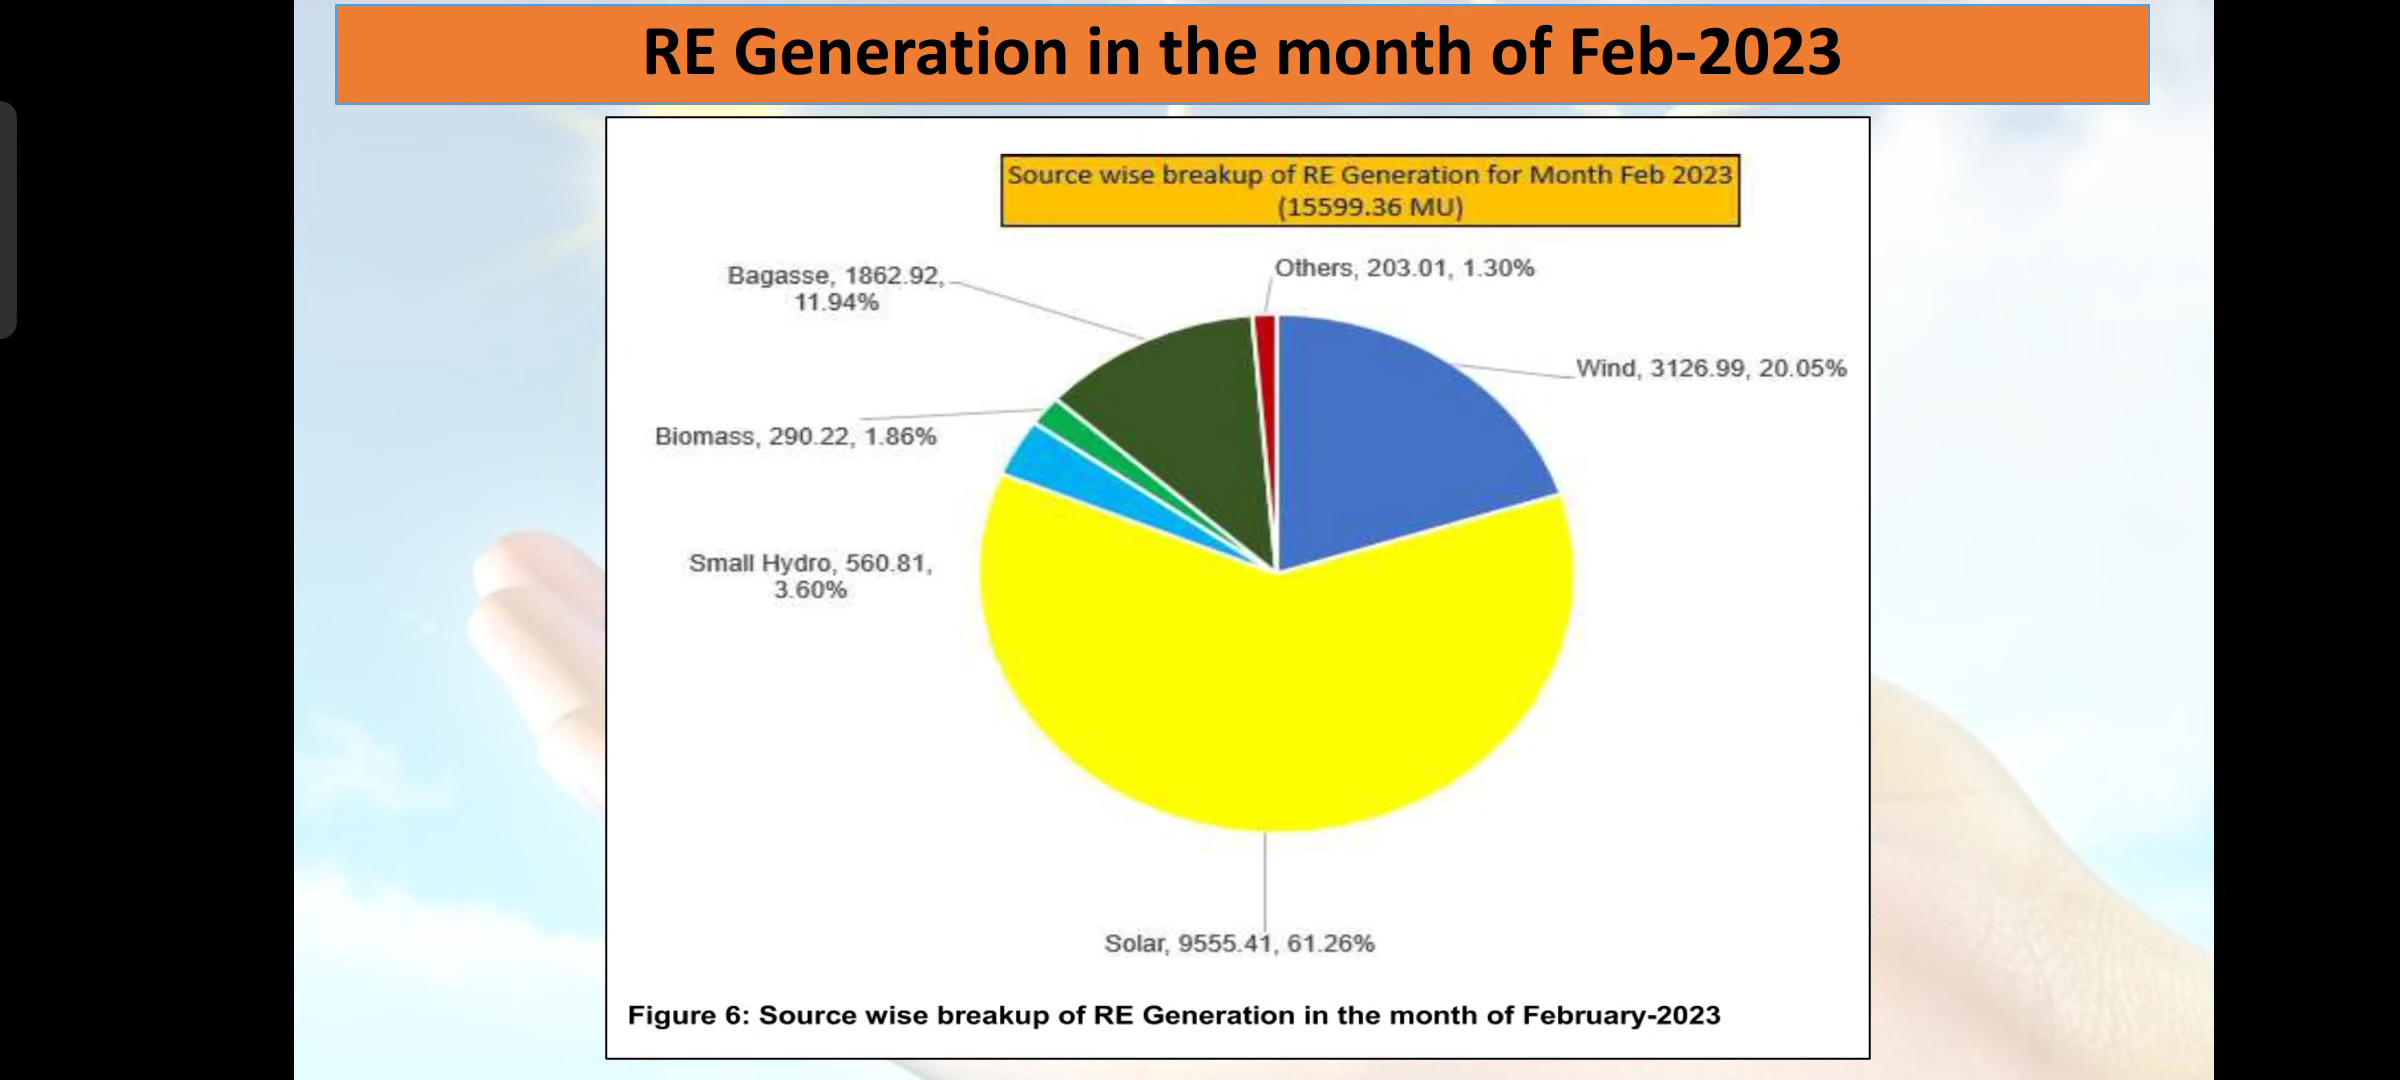 RE Generation in the month of Feb-2023
Source wise breakup of RE Generation for Month Feb 2023
(15599.36 MU)
Others, 203.01, 1.30%
Bagasse, 1862.92,
11.94%
Wind, 3126.99, 20.05%
Biomass, 290.22, 1.86%
Small Hydro, 560.81,
3.60%
Solar, 9555.41, 61.26%
Figure 6: Source wise breakup of RE Generation in the month of February-2023